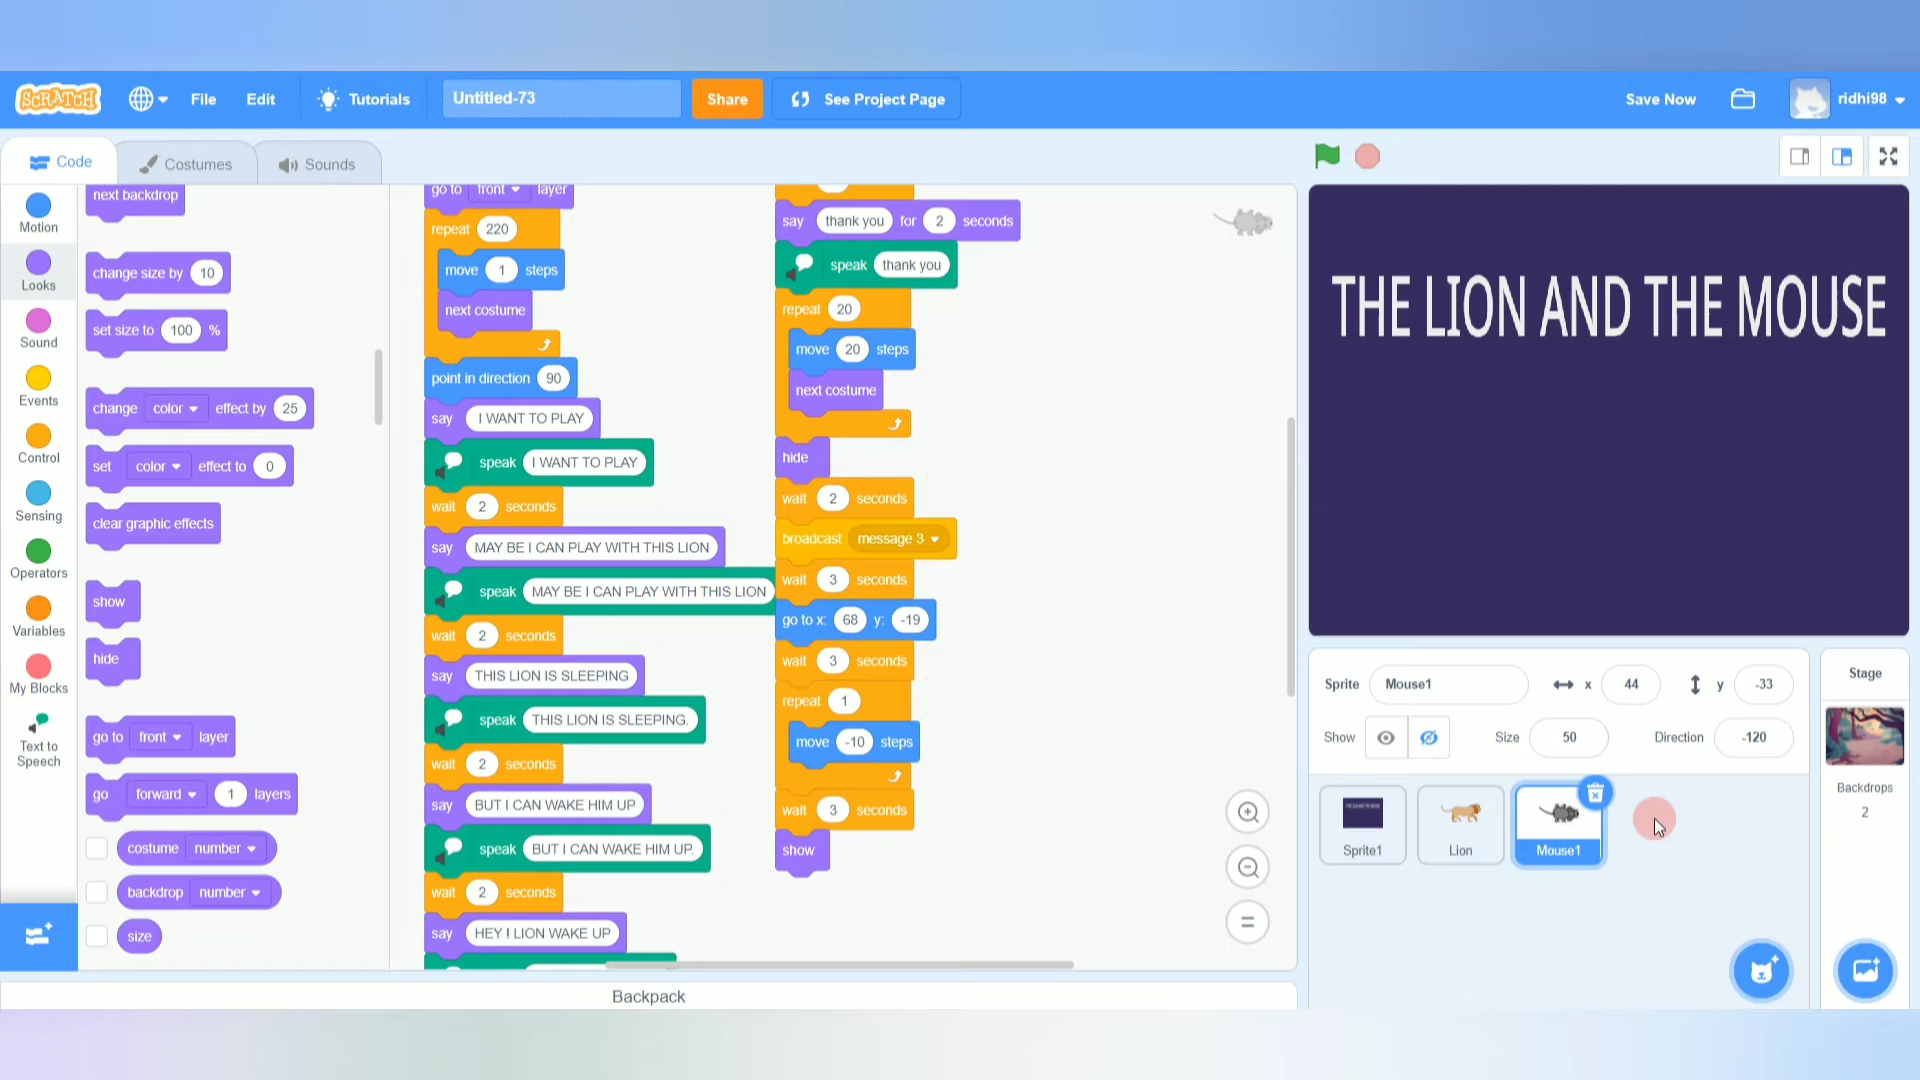 SCRATCH
File
Edit
Tutorials
Untitled-73
Share
See Project Page
Save Now
ridhi98
Code
Costumes
Sounds
Motion
Looks
Sound
Events
Control
Sensing
Operators
Variables
My Blocks
Text to
Speech
next backdrop
change size by 10
set size to 100 %
change color effect by 25
set color effect to 0
clear graphic effects
show
hide
go to front layer
go forward 1 layers
costume number
backdrop number
size
go to front layer
repeat 220
move 1 steps
next costume
point in direction 90
say I WANT TO PLAY
speak I WANT TO PLAY
wait 2 seconds
say MAY BE I CAN PLAY WITH THIS LION
speak MAY BE I CAN PLAY WITH THIS LION
wait 2 seconds
say THIS LION IS SLEEPING
speak THIS LION IS SLEEPING.
wait 2 seconds
say BUT I CAN WAKE HIM UP
speak BUT I CAN WAKE HIM UP.
wait 2 seconds
say HEY ! LION WAKE UP
say thank you for 2 seconds
speak thank you
repeat 20
move 20 steps
next costume
hide
wait 2 seconds
broadcast message 3
wait 3 seconds
go to x: 68 y: -19
wait 3 seconds
repeat 1
move -10 steps
wait 3 seconds
show
Backpack
THE LION AND THE MOUSE
Sprite Mouse1 x 44 y -33
Show Size 50 Direction -120
Sprite1
Lion
Mouse1
Stage
Backdrops
2